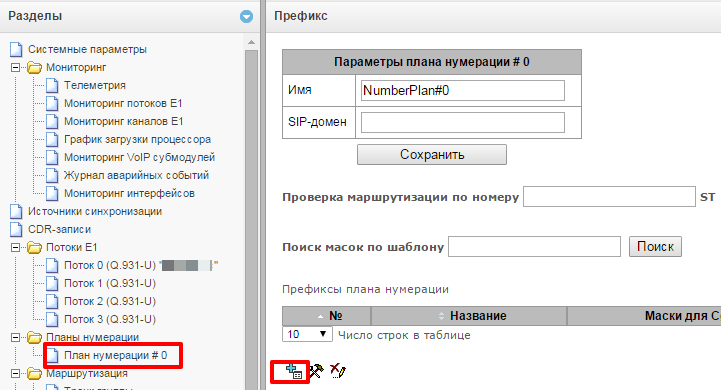 Разделы
Системные параметры
Мониторинг
Телеметрия
Мониторинг потоков E1
Мониторинг каналов E1
График загрузки процессора
Мониторинг VoIP субмодулей
Журнал аварийных событий
Мониторинг интерфейсов
Источники синхронизации
CDR-записи
Потоки E1
Поток 0 (Q.931-U) "
Поток 1 (Q.931-U)
Поток 2 (Q.931-U)
Поток 3 (Q.931-U)
Планы нумерации
План нумерации # 0
Маршрутизация
Префикс
Параметры плана нумерации # 0
Имя NumberPlan#0
SIP-домен
Сохранить
Проверка маршрутизации по номеру ST
Поиск масок по шаблону Поиск
Префиксы плана нумерации
№ Название Маски для
10 Число строк в таблице